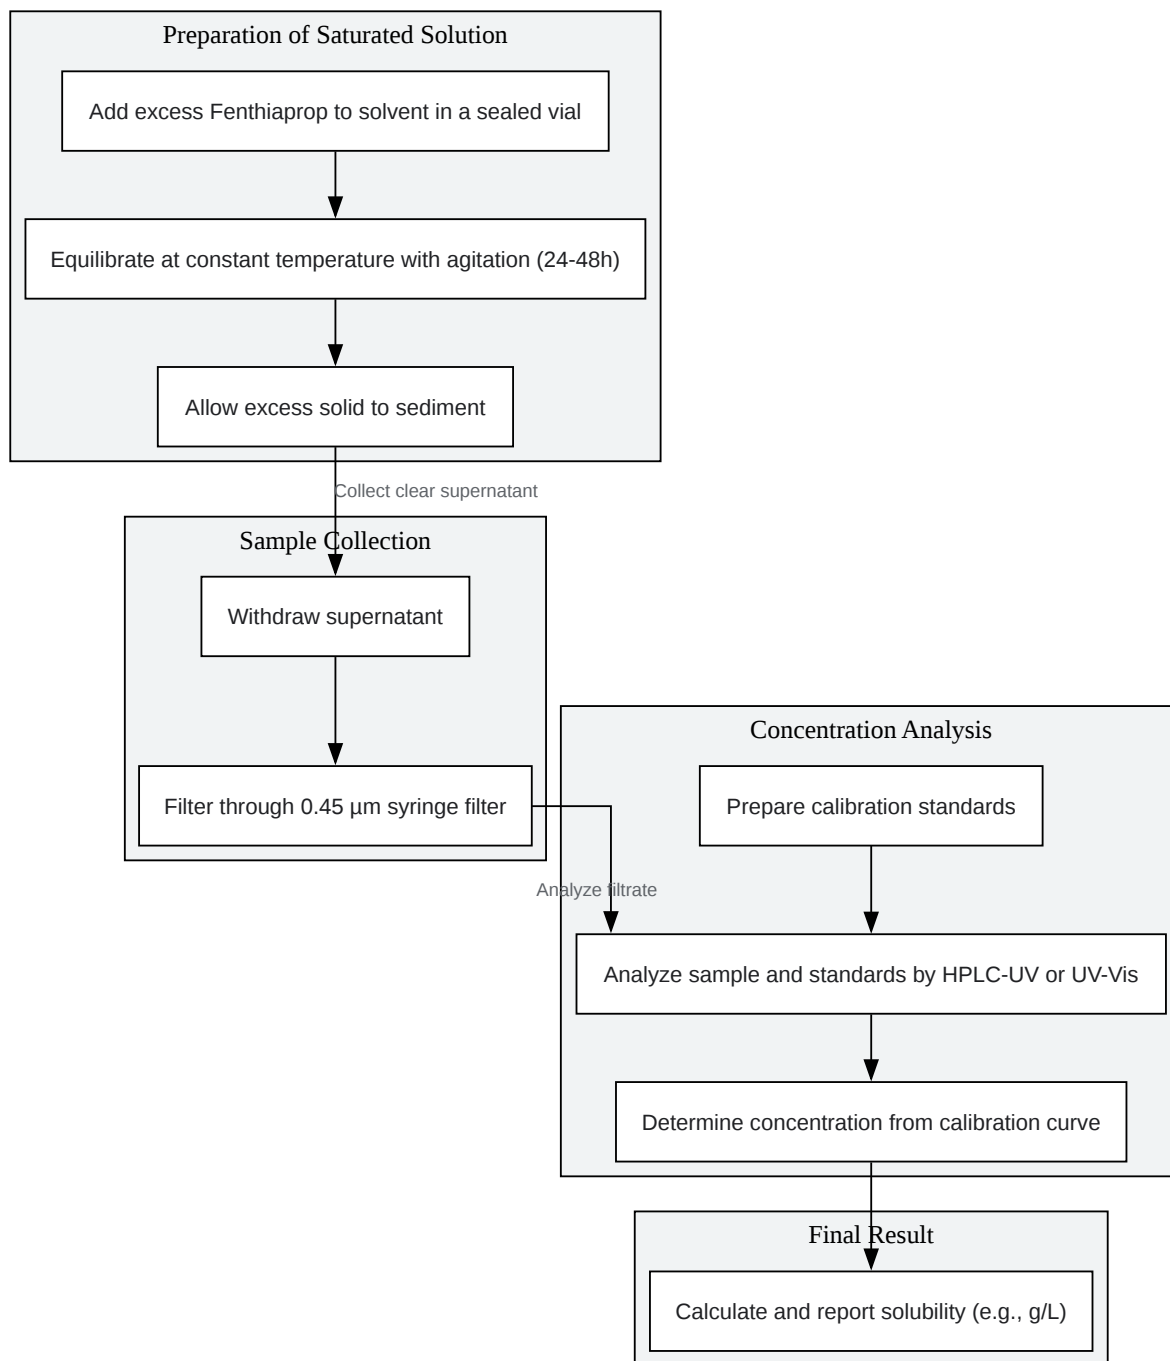 Preparation of Saturated Solution
Add excess Fenthiaprop to solvent in a sealed vial
Equilibrate at constant temperature with agitation (24-48h)
Allow excess solid to sediment
Collect clear supernatant
Sample Collection
Withdraw supernatant
Filter through 0.45 µm syringe filter
Concentration Analysis
Prepare calibration standards
Analyze filtrate
Analyze sample and standards by HPLC-UV or UV-Vis
Determine concentration from calibration curve
Final Result
Calculate and report solubility (e.g., g/L)